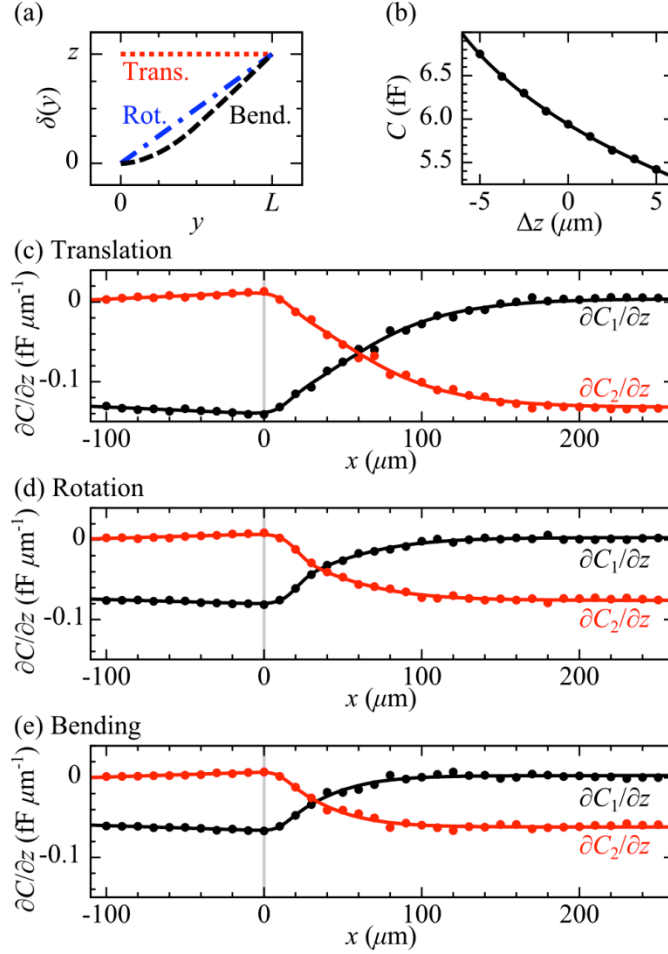 (a)
z
Trans.
Rot.
Bend.
δ(y)
0
0
L
y
(b)
6.5
6.0
5.5
C
(fF)
-5
0
5
Δz (μm)
(c) Translation
0
-0.1
∂C/∂z (fF μm⁻¹)
∂C₁/∂z
∂C₂/∂z
-100
0
100
200
x (μm)
(d) Rotation
0
-0.1
∂C/∂z (fF μm⁻¹)
∂C₁/∂z
∂C₂/∂z
-100
0
100
200
x (μm)
(e) Bending
0
-0.1
∂C/∂z (fF μm⁻¹)
∂C₁/∂z
∂C₂/∂z
-100
0
100
200
x (μm)